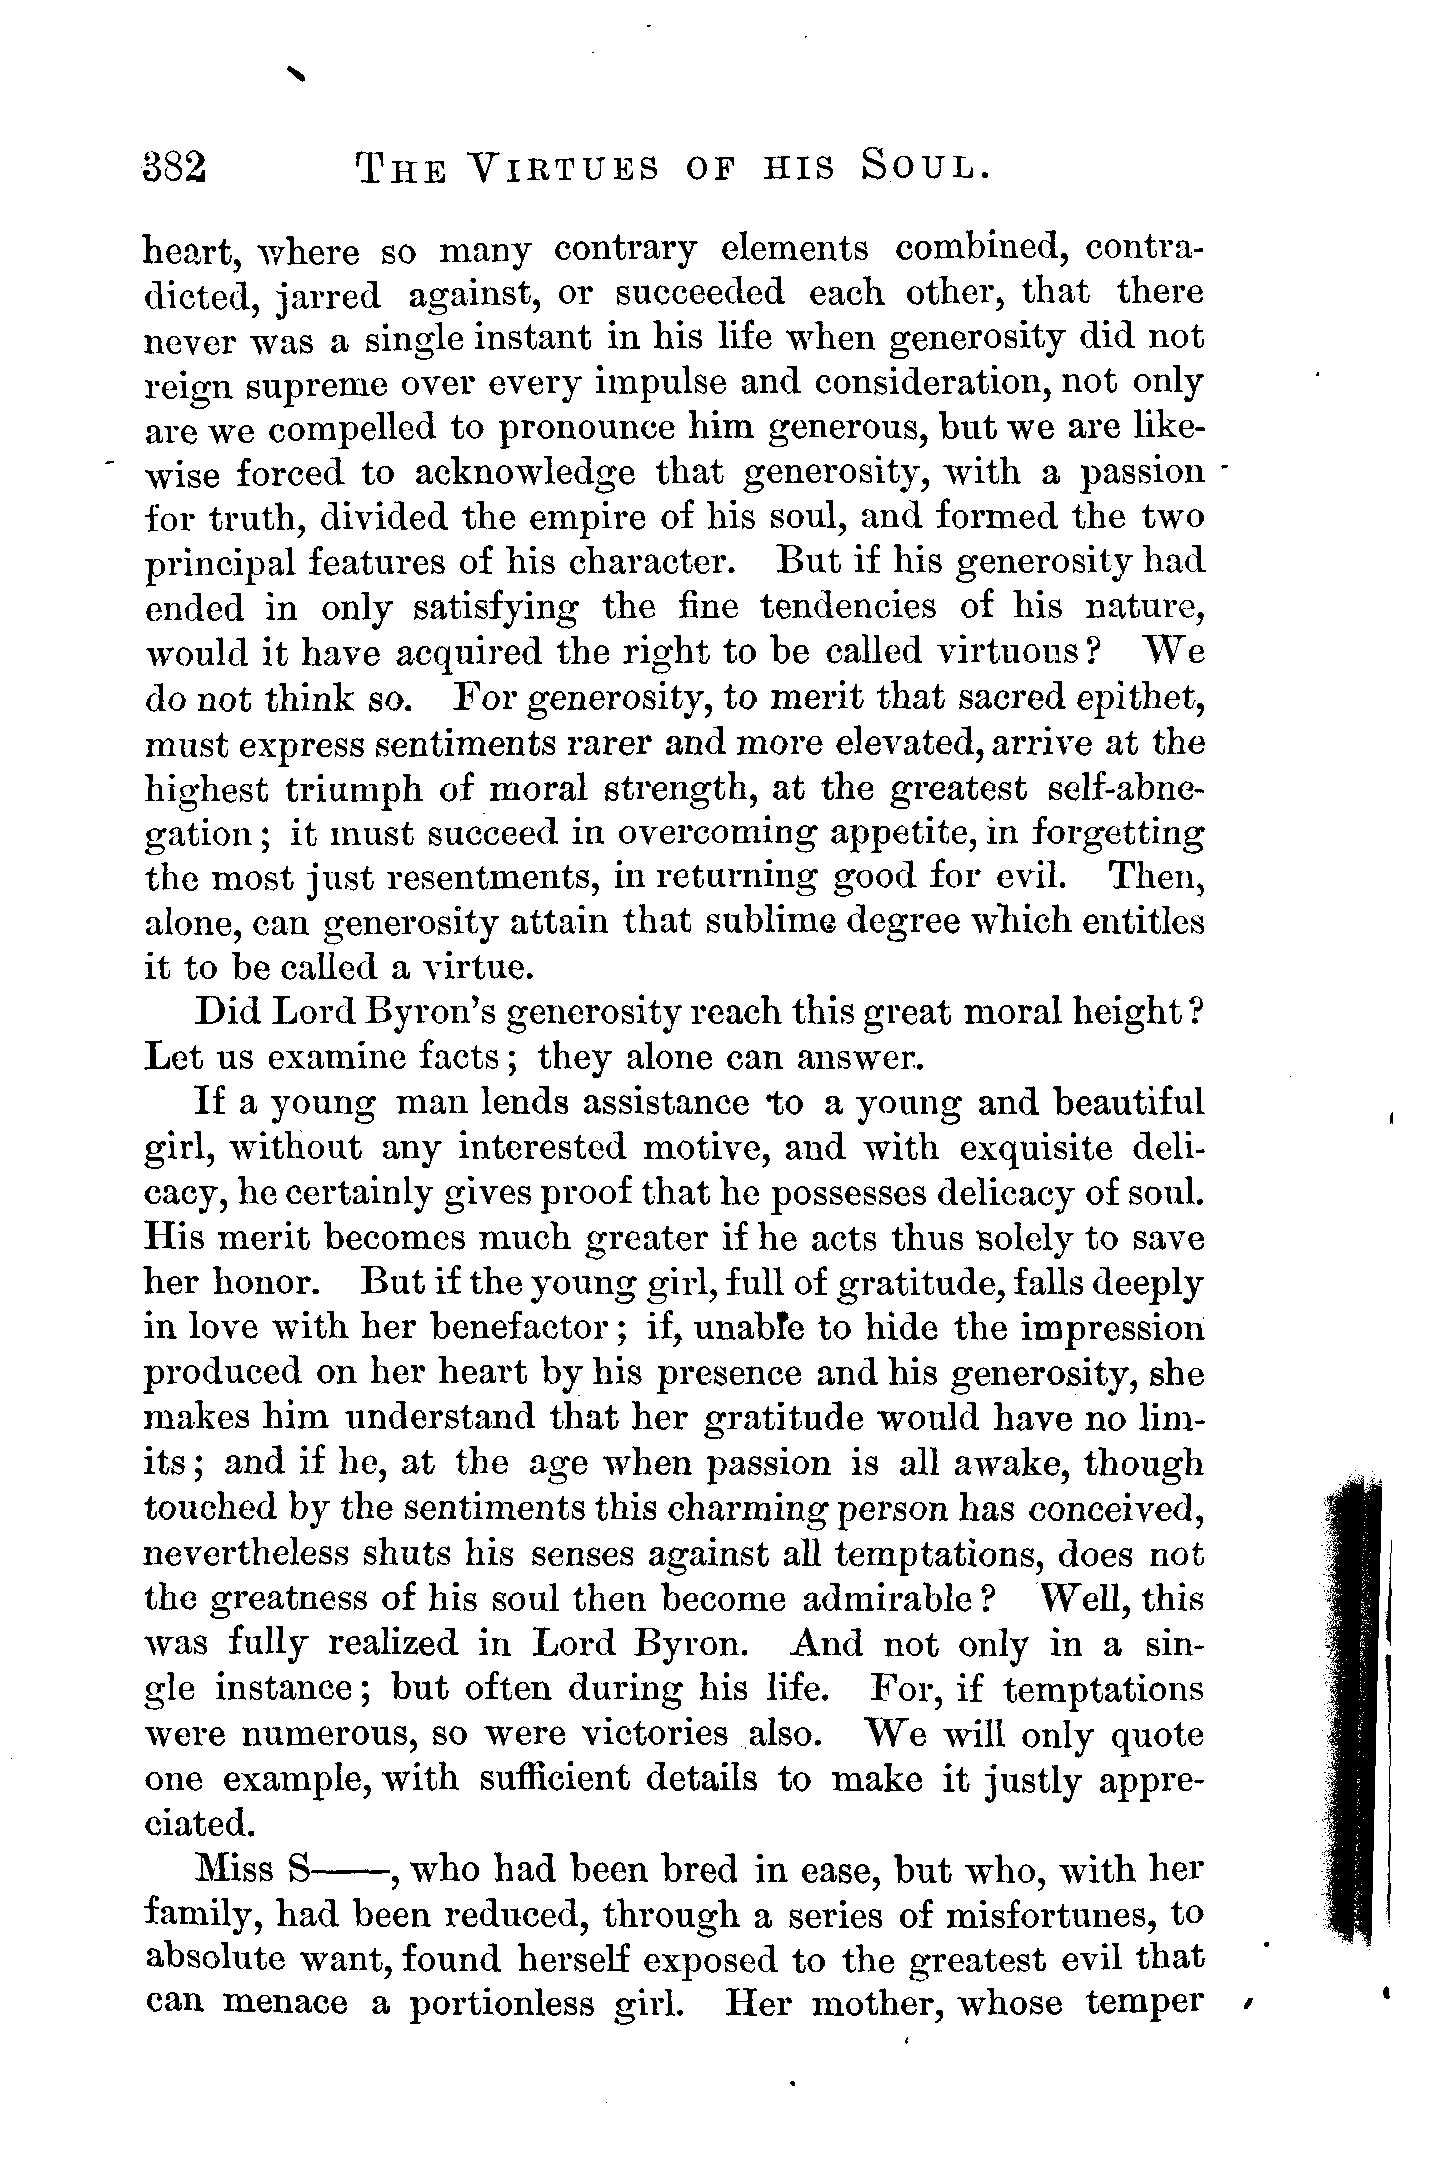 382 THE VIRTUES OF HIS SOUL.
heart, where so many contrary elements combined, contra-
dicted, jarred against, or succeeded each other, that there
never was a single instant in his life when generosity did not
reign supreme over every impulse and consideration, not only
are we compelled to pronounce him generous, but we are like-
wise forced to acknowledge that generosity, with a passion
for truth, divided the empire of his soul, and formed the two
principal features of his character. But if his generosity had
ended in only satisfying the fine tendencies of his nature,
would it have acquired the right to be called virtuous? We
do not think so. For generosity, to merit that sacred epithet,
must express sentiments rarer and more elevated, arrive at the
highest triumph of moral strength, at the greatest self-abne-
gation; it must succeed in overcoming appetite, in forgetting
the most just resentments, in returning good for evil. Then,
alone, can generosity attain that sublime degree which entitles
it to be called a virtue.
Did Lord Byron's generosity reach this great moral height?
Let us examine facts; they alone can answer.
If a young man lends assistance to a young and beautiful
girl, without any interested motive, and with exquisite deli-
cacy, he certainly gives proof that he possesses delicacy of soul.
His merit becomes much greater if he acts thus solely to save
her honor. But if the young girl, full of gratitude, falls deeply
in love with her benefactor; if, unable to hide the impression
produced on her heart by his presence and his generosity, she
makes him understand that her gratitude would have no lim-
its; and if he, at the age when passion is all awake, though
touched by the sentiments this charming person has conceived,
nevertheless shuts his senses against all temptations, does not
the greatness of his soul then become admirable? Well, this
was fully realized in Lord Byron. And not only in a sin-
gle instance; but often during his life. For, if temptations
were numerous, so were victories also. We will only quote
one example, with sufficient details to make it justly appre-
ciated.
Miss S——, who had been bred in ease, but who, with her
family, had been reduced, through a series of misfortunes, to
absolute want, found herself exposed to the greatest evil that
can menace a portionless girl. Her mother, whose temper